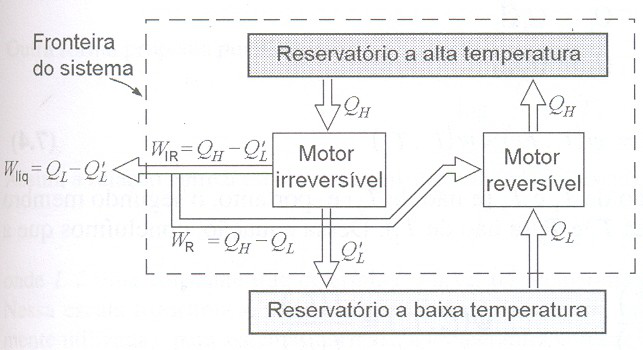 Fronteira
do sistema
Reservatório a alta temperatura
Q_H
Q_H
W_IR = Q_H – Q'_L
W_líq = Q_L – Q'_L
Motor
irreversível
Motor
reversível
W_R = Q_H – Q_L
Q'_L
Q_L
Reservatório a baixa temperatura